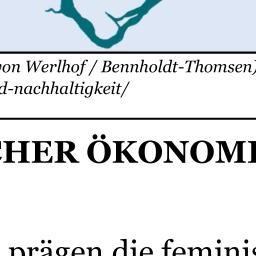 von Werlhof / Bennholdt-Thomsen)
d-nachhaltigkeit/
CHER ÖKONOMI
prägen die feminis